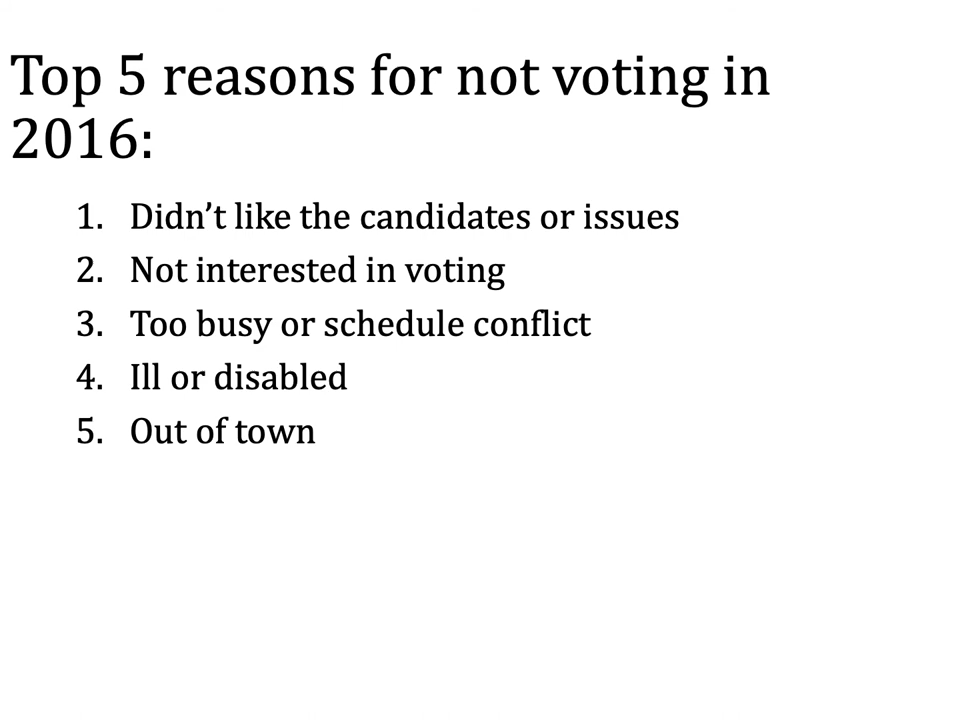 Top 5 reasons for not voting in
2016:
1. Didn’t like the candidates or issues
2. Not interested in voting
3. Too busy or schedule conflict
4. Ill or disabled
5. Out of town